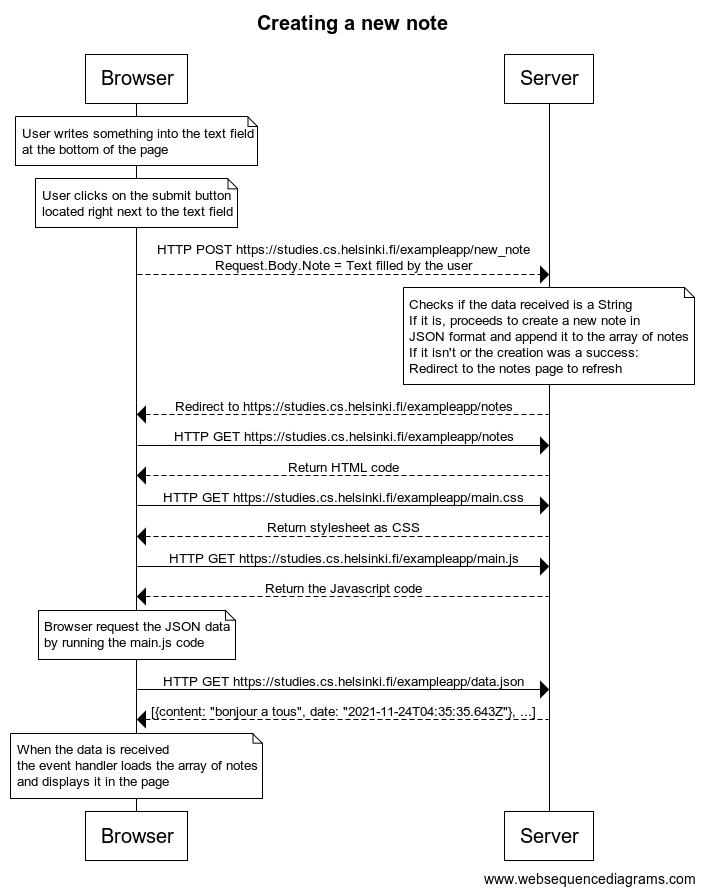 Creating a new note
Browser
Server
User writes something into the text field
at the bottom of the page
User clicks on the submit button
located right next to the text field
HTTP POST https://studies.cs.helsinki.fi/exampleapp/new_note
Request.Body.Note = Text filled by the user
Checks if the data received is a String
If it is, proceeds to create a new note in
JSON format and append it to the array of notes
If it isn't or the creation was a success:
Redirect to the notes page to refresh
Redirect to https://studies.cs.helsinki.fi/exampleapp/notes
HTTP GET https://studies.cs.helsinki.fi/exampleapp/notes
Return HTML code
HTTP GET https://studies.cs.helsinki.fi/exampleapp/main.css
Return stylesheet as CSS
HTTP GET https://studies.cs.helsinki.fi/exampleapp/main.js
Return the Javascript code
Browser request the JSON data
by running the main.js code
HTTP GET https://studies.cs.helsinki.fi/exampleapp/data.json
[{content: "bonjour a tous", date: "2021-11-24T04:35:35.643Z"}, ...]
When the data is received
the event handler loads the array of notes
and displays it in the page
Browser
Server
www.websequencediagrams.com